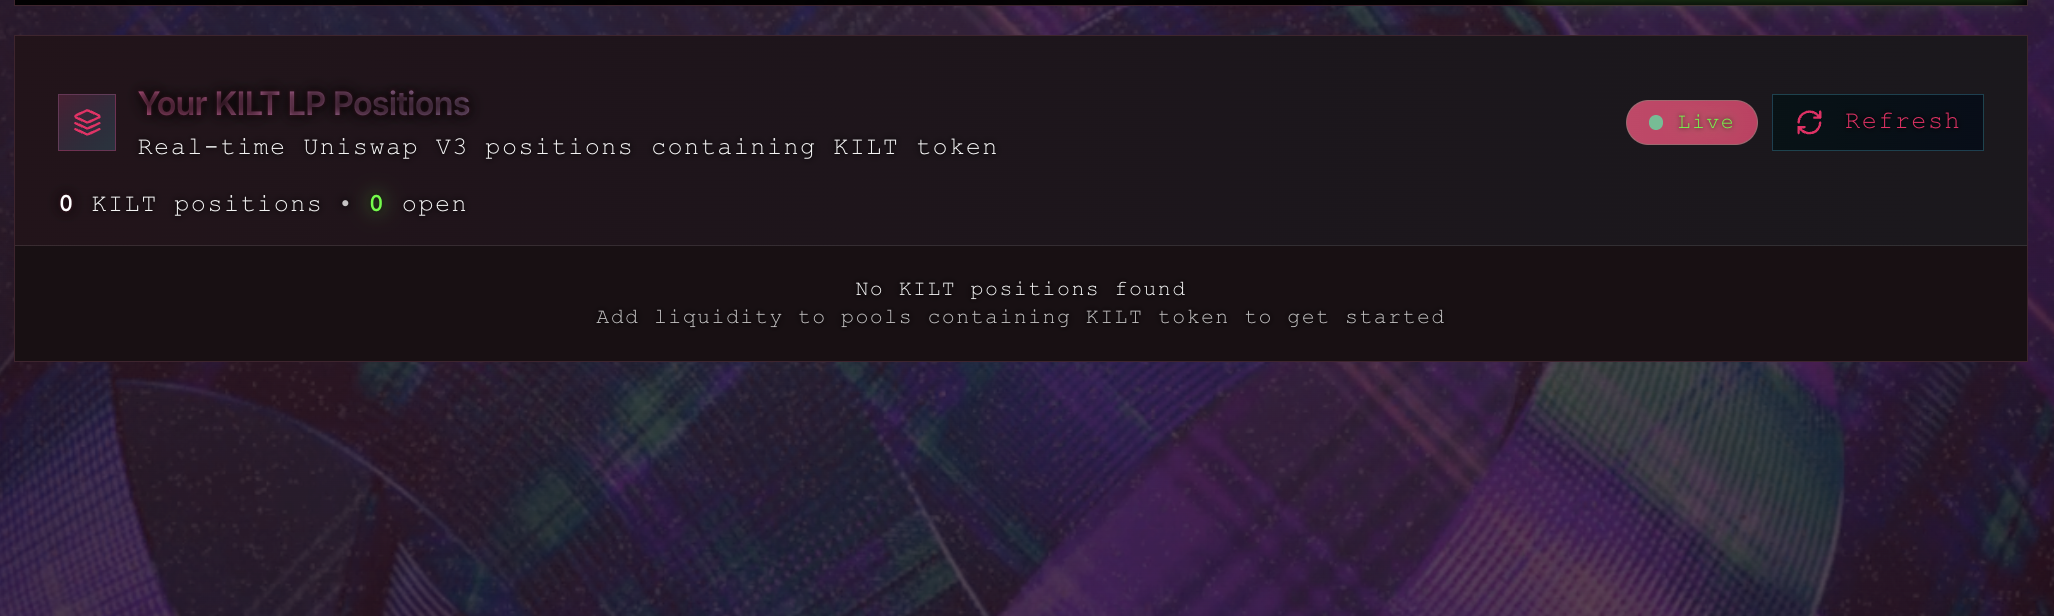 Your KILT LP Positions
Real-time Uniswap V3 positions containing KILT token
Live
Refresh
0 KILT positions • 0 open
No KILT positions found
Add liquidity to pools containing KILT token to get started